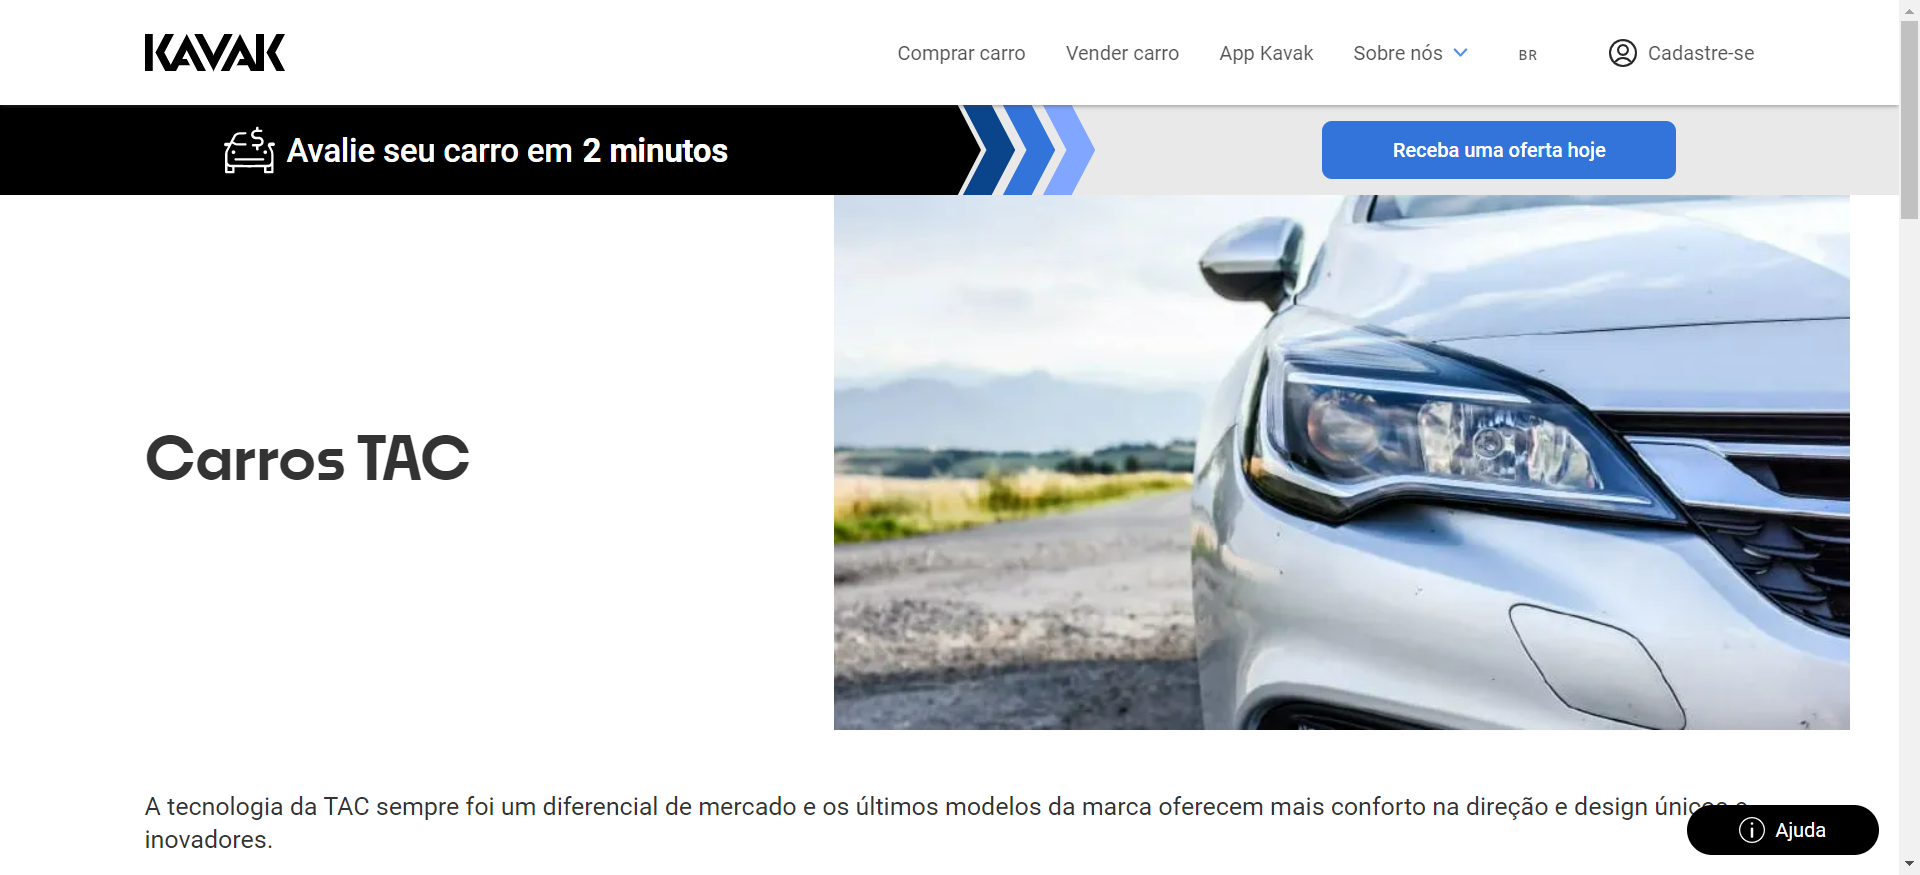 KAVAK
Comprar carro
Vender carro
App Kavak
Sobre nós
BR
Cadastre-se
Avalie seu carro em 2 minutos
Receba uma oferta hoje
Carros TAC
A tecnologia da TAC sempre foi um diferencial de mercado e os últimos modelos da marca oferecem mais conforto na direção e design únicos e
inovadores.
Ajuda